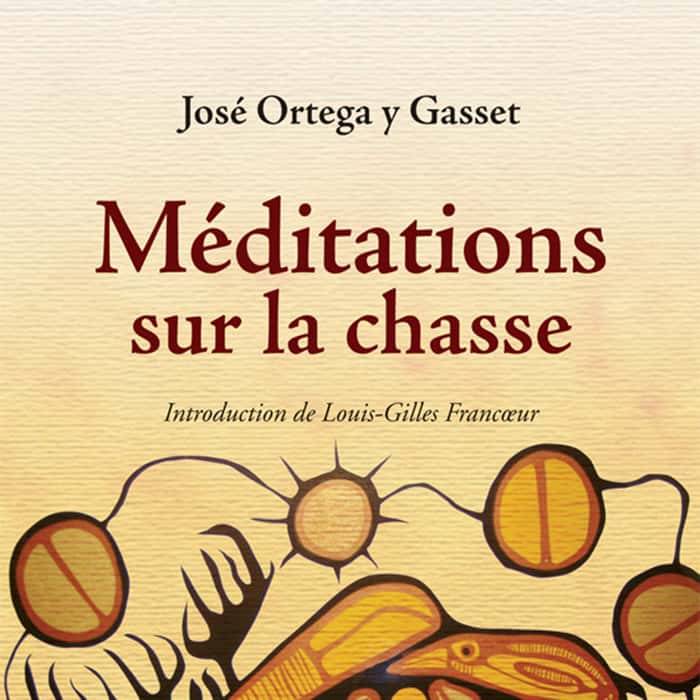 José Ortega y Gasset
Méditations
sur la chasse
Introduction de Louis-Gilles Francœur